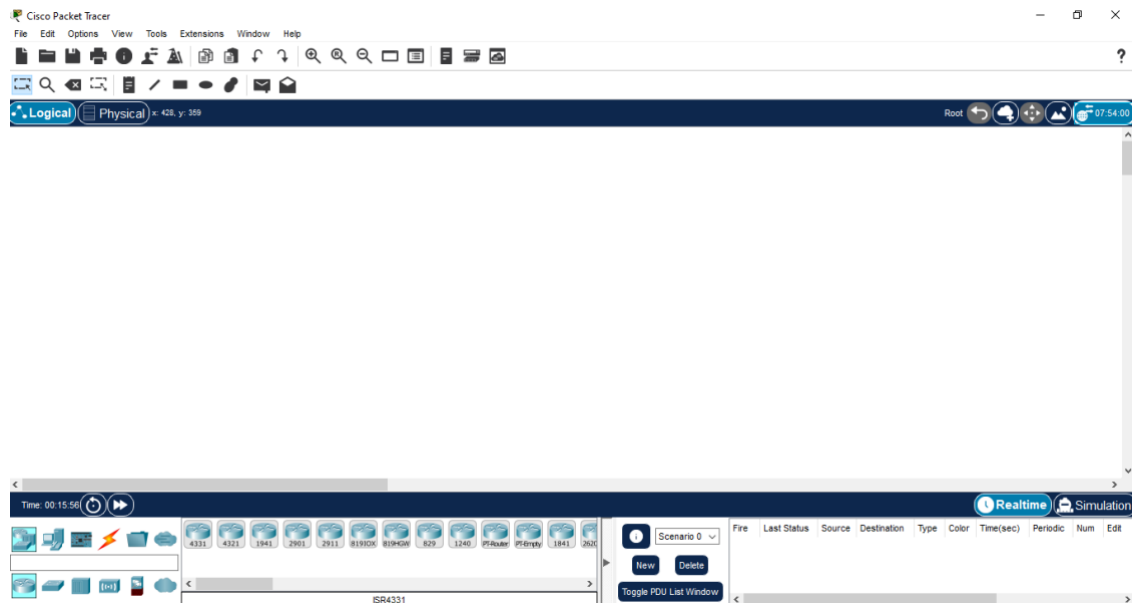 Cisco Packet Tracer
File Edit Options View Tools Extensions Window Help
?
Logical Physical x: 428, y: 359 Root 07:54:00
Time: 00:15:56 Realtime Simulation
4331 4321 1941 2901 2911 819IOX 819HGW 829 1240 PT-Router PT-Empty 1841 2620
Scenario 0
Fire Last Status Source Destination Type Color Time(sec) Periodic Num Edit
New Delete
Toggle PDU List Window
ISR4331